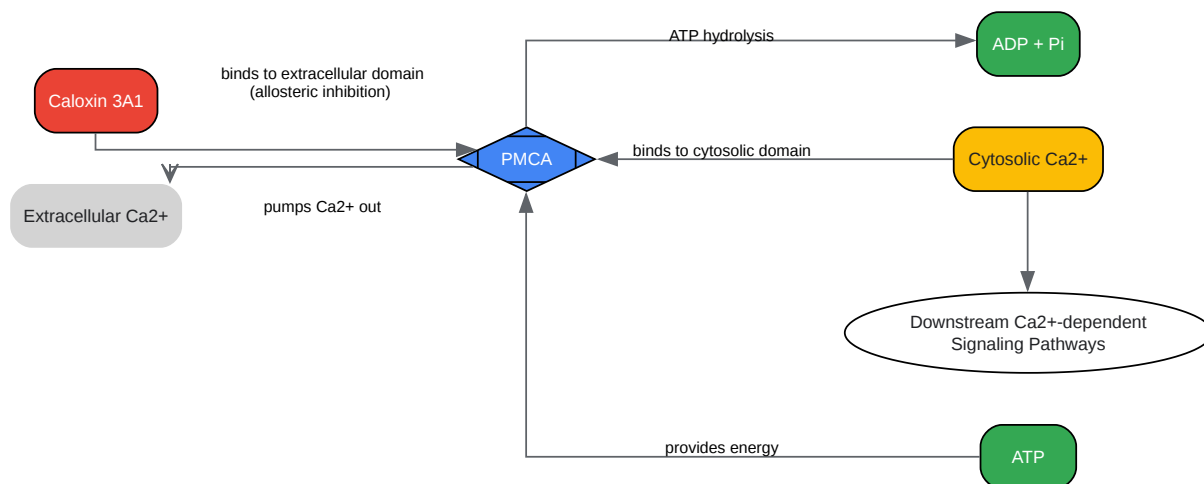 ATP hydrolysis
ADP + Pi
binds to extracellular domain
(allosteric inhibition)
Caloxin 3A1
PMCA
binds to cytosolic domain
Cytosolic Ca2+
Extracellular Ca2+
pumps Ca2+ out
Downstream Ca2+-dependent
Signaling Pathways
provides energy
ATP